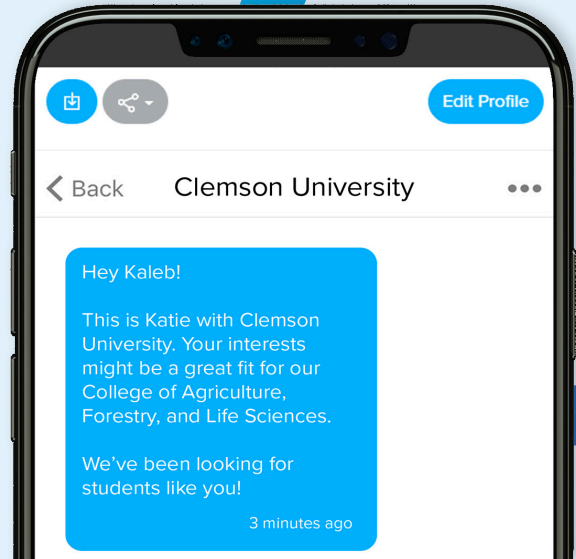 Edit Profile
Back
Clemson University
Hey Kaleb!
This is Katie with Clemson
University. Your interests
might be a great fit for our
College of Agriculture,
Forestry, and Life Sciences.
We’ve been looking for
students like you!
3 minutes ago